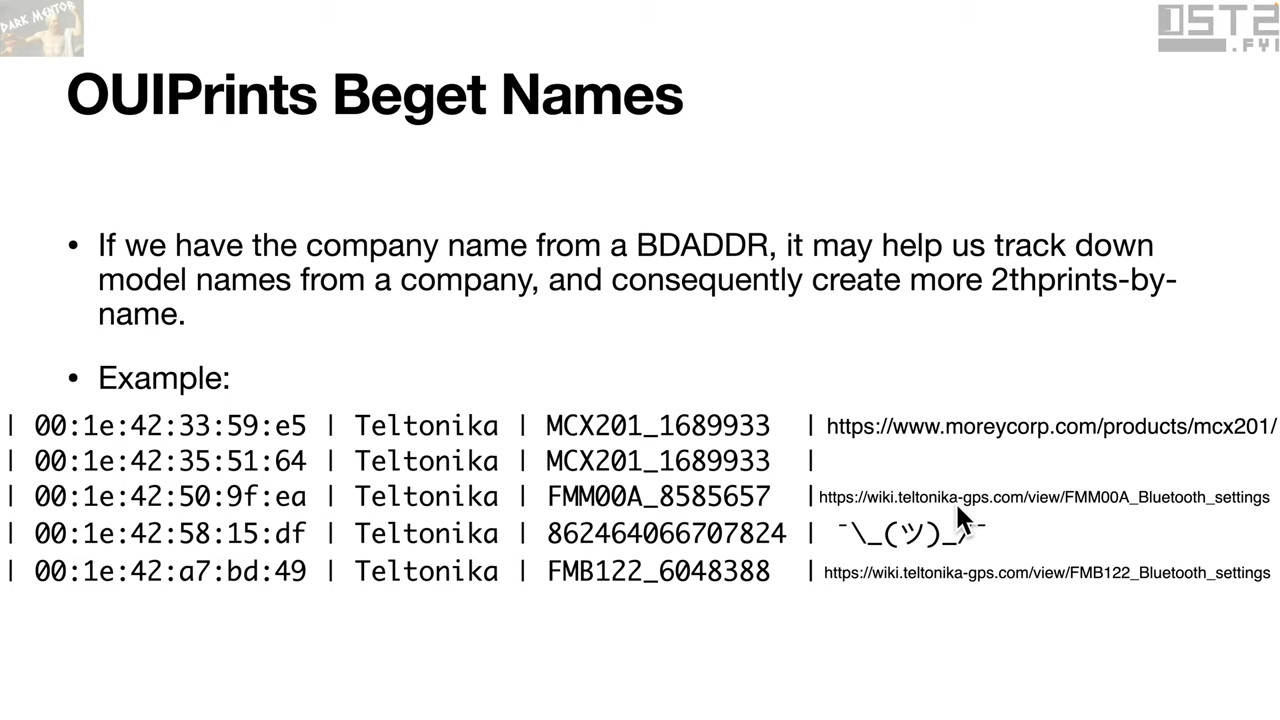 DARK MENTOR
OST2
.FYI
OUIPrints Beget Names
• If we have the company name from a BDADDR, it may help us track down
model names from a company, and consequently create more 2thprints-by-
name.
• Example:
| 00:1e:42:33:59:e5 | Teltonika | MCX201_1689933 | https://www.moreycorp.com/products/mcx201/
| 00:1e:42:35:51:64 | Teltonika | MCX201_1689933 |
| 00:1e:42:50:9f:ea | Teltonika | FMM00A_8585657 | https://wiki.teltonika-gps.com/view/FMM00A_Bluetooth_settings
| 00:1e:42:58:15:df | Teltonika | 862464066707824 | ¯\_(ツ)_/¯
| 00:1e:42:a7:bd:49 | Teltonika | FMB122_6048388 | https://wiki.teltonika-gps.com/view/FMB122_Bluetooth_settings